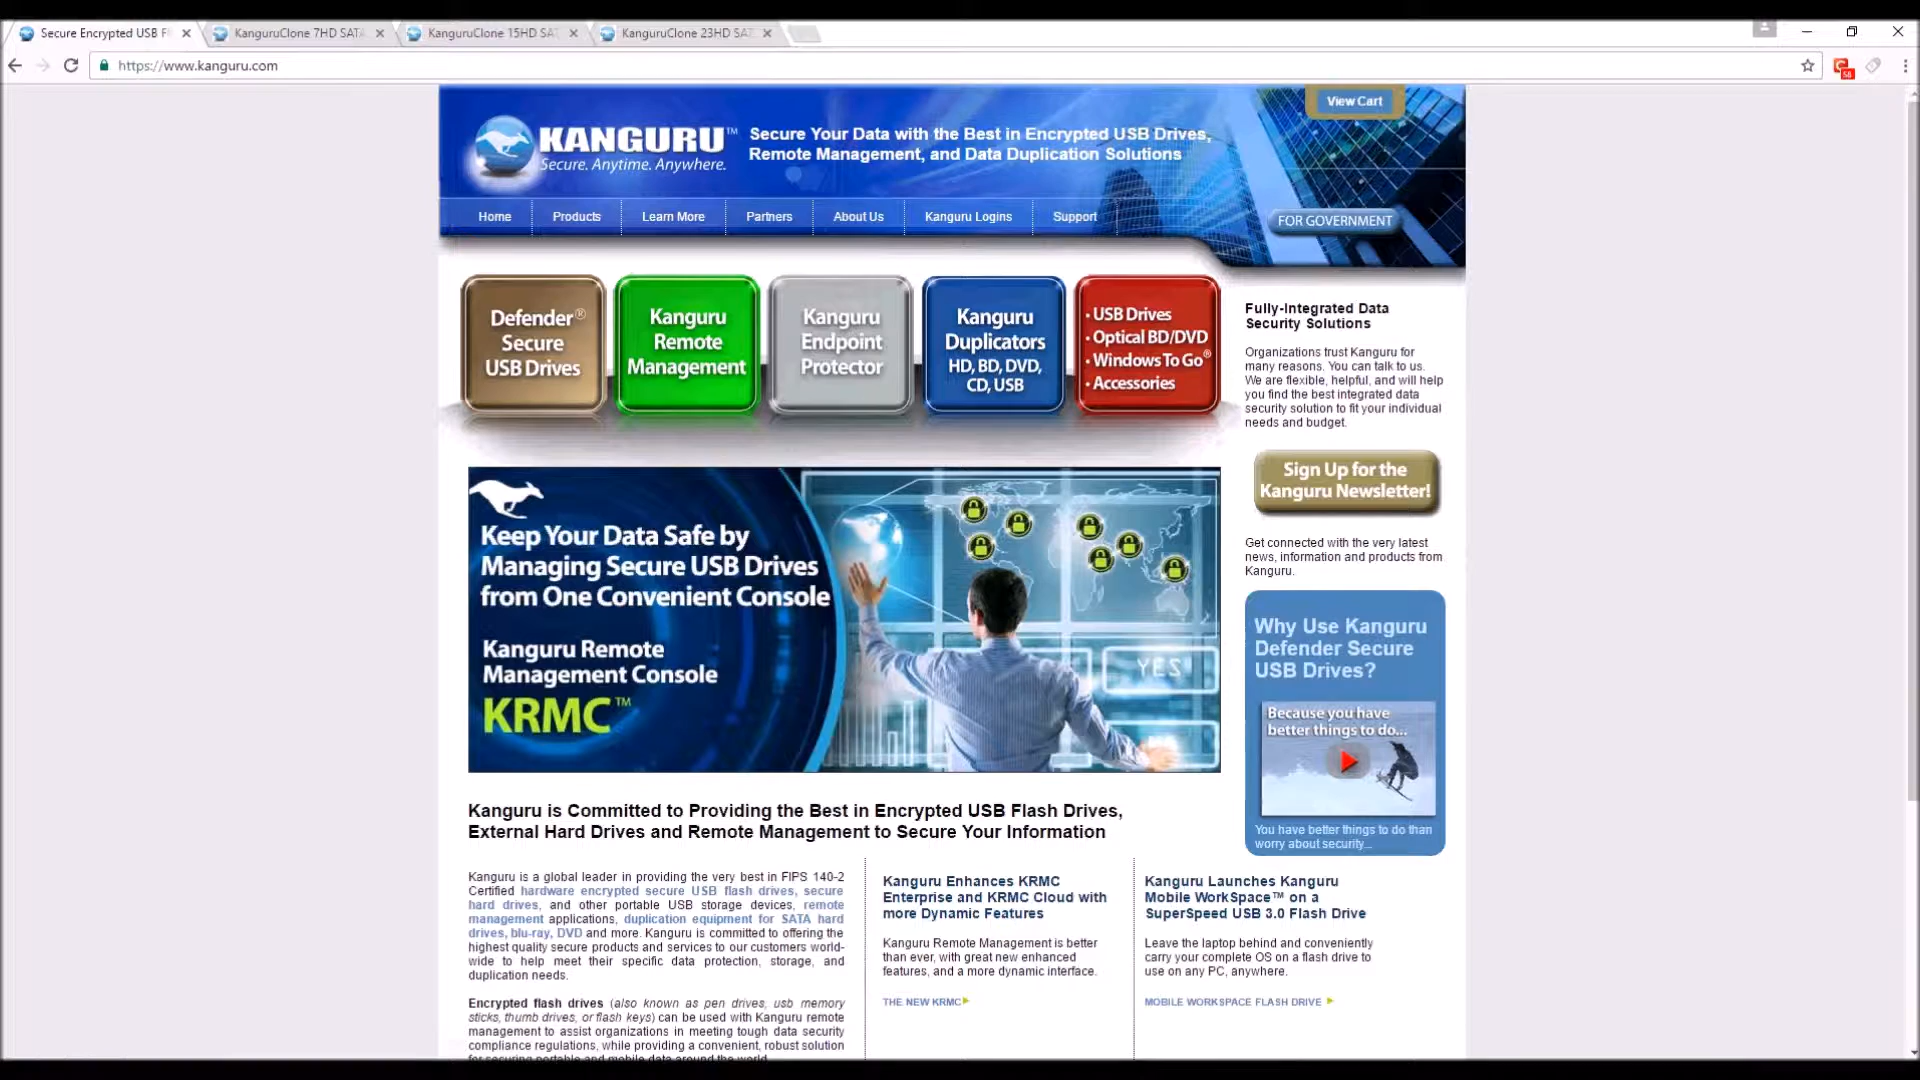 Secure Encrypted USB F
KanguruClone 7HD SATA
KanguruClone 15HD SA
KanguruClone 23HD SA
https://www.kanguru.com
58
View Cart
KANGURU™
Secure. Anytime. Anywhere.
Secure Your Data with the Best in Encrypted USB Drives,
Remote Management, and Data Duplication Solutions
Home
Products
Learn More
Partners
About Us
Kanguru Logins
Support
FOR GOVERNMENT
Defender®
Secure
USB Drives
Kanguru
Remote
Management
Kanguru
Endpoint
Protector
Kanguru
Duplicators
HD, BD, DVD,
CD, USB
• USB Drives
• Optical BD/DVD
• Windows To Go®
• Accessories
Fully-Integrated Data
Security Solutions
Organizations trust Kanguru for
many reasons. You can talk to us.
We are flexible, helpful, and will help
you find the best integrated data
security solution to fit your individual
needs and budget.
Sign Up for the
Kanguru Newsletter!
Get connected with the very latest
news, information and products from
Kanguru.
Keep Your Data Safe by
Managing Secure USB Drives
from One Convenient Console
Kanguru Remote
Management Console
KRMC™
YES
Why Use Kanguru
Defender Secure
USB Drives?
Because you have
better things to do...
You have better things to do than
worry about security...
Kanguru is Committed to Providing the Best in Encrypted USB Flash Drives,
External Hard Drives and Remote Management to Secure Your Information
Kanguru is a global leader in providing the very best in FIPS 140-2
Certified hardware encrypted secure USB flash drives, secure
hard drives, and other portable USB storage devices, remote
management applications, duplication equipment for SATA hard
drives, blu-ray, DVD and more. Kanguru is committed to offering the
highest quality secure products and services to our customers world-
wide to help meet their specific data protection, storage, and
duplication needs.
Encrypted flash drives (also known as pen drives, usb memory
sticks, thumb drives, or flash keys) can be used with Kanguru remote
management to assist organizations in meeting tough data security
compliance regulations, while providing a convenient, robust solution
for securing portable and mobile data around the world.
Kanguru Enhances KRMC
Enterprise and KRMC Cloud with
more Dynamic Features
Kanguru Remote Management is better
than ever, with great new enhanced
features, and a more dynamic interface.
THE NEW KRMC
Kanguru Launches Kanguru
Mobile WorkSpace™ on a
SuperSpeed USB 3.0 Flash Drive
Leave the laptop behind and conveniently
carry your complete OS on a flash drive to
use on any PC, anywhere.
MOBILE WORKSPACE FLASH DRIVE